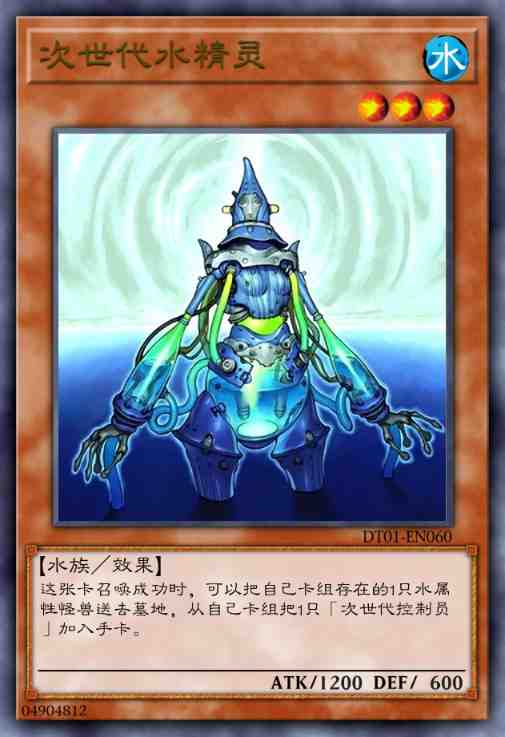 次世代水精灵
水
DT01-EN060
【水族／效果】
这张卡召唤成功时，可以把自己卡组存在的1只水属
性怪兽送去墓地，从自己卡组把1只「次世代控制员
」加入手卡。
ATK/1200 DEF/ 600
04904812